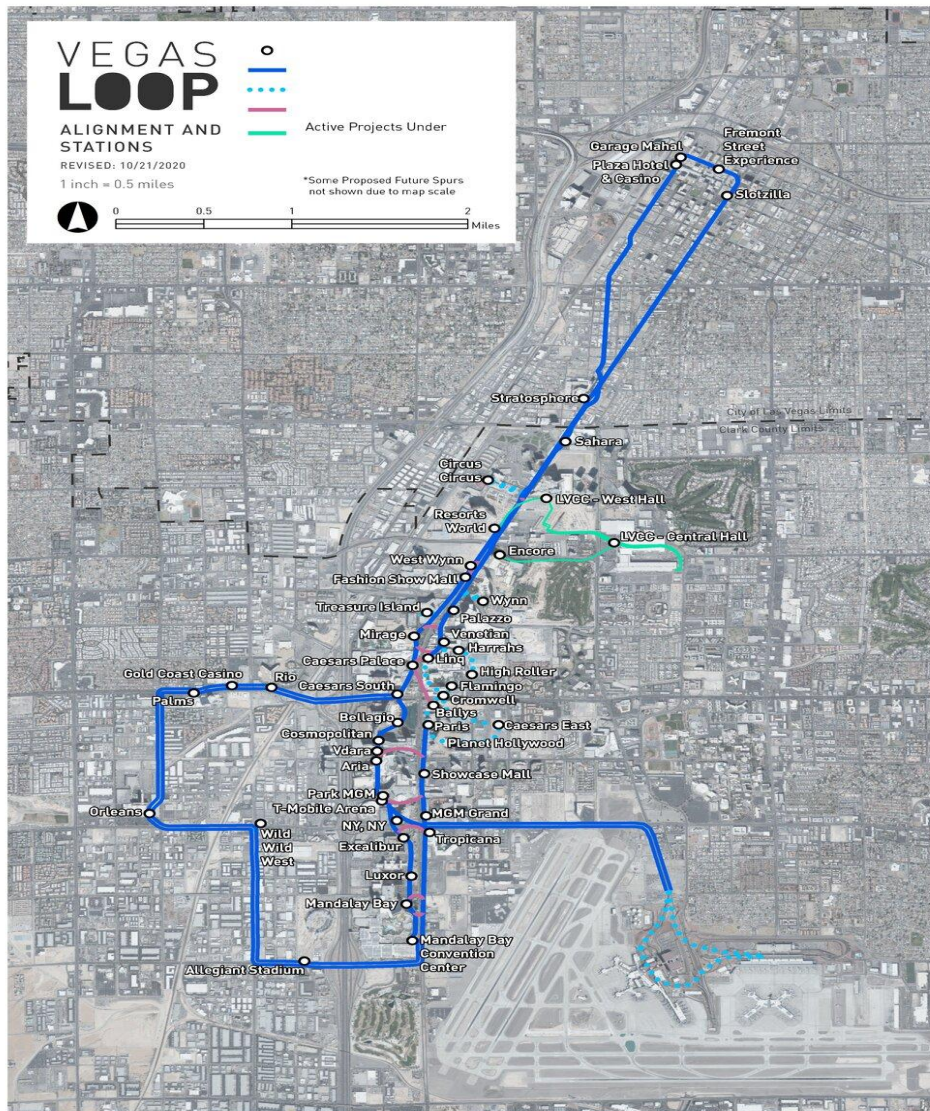 VEGAS
LOOP
ALIGNMENT AND
STATIONS
REVISED: 10/21/2020
1 inch = 0.5 miles
Active Projects Under
*Some Proposed Future Spurs
not shown due to map scale
0 0.5 1 2
Miles
Garage Mahal
Plaza Hotel
& Casino
Fremont
Street
Experience
Slotzilla
Stratosphere
City of Las Vegas Limits
Clark County Limits
Sahara
Circus
Circus
LVCC - West Hall
Resorts
World
LVCC - Central Hall
Encore
West Wynn
Fashion Show Mall
Wynn
Treasure Island
Palazzo
Mirage
Venetian
Harrahs
Linq
Caesars Palace
High Roller
Gold Coast Casino
Rio
Palms
Caesars South
Flamingo
Cromwell
Ballys
Bellagio
Paris
Caesars East
Cosmopolitan
Planet Hollywood
Vdara
Aria
Showcase Mall
Park MGM
T-Mobile Arena
Orleans
MGM Grand
NY, NY
Wild
Wild
West
Tropicana
Excalibur
Luxor
Mandalay Bay
Mandalay Bay
Convention
Center
Allegiant Stadium